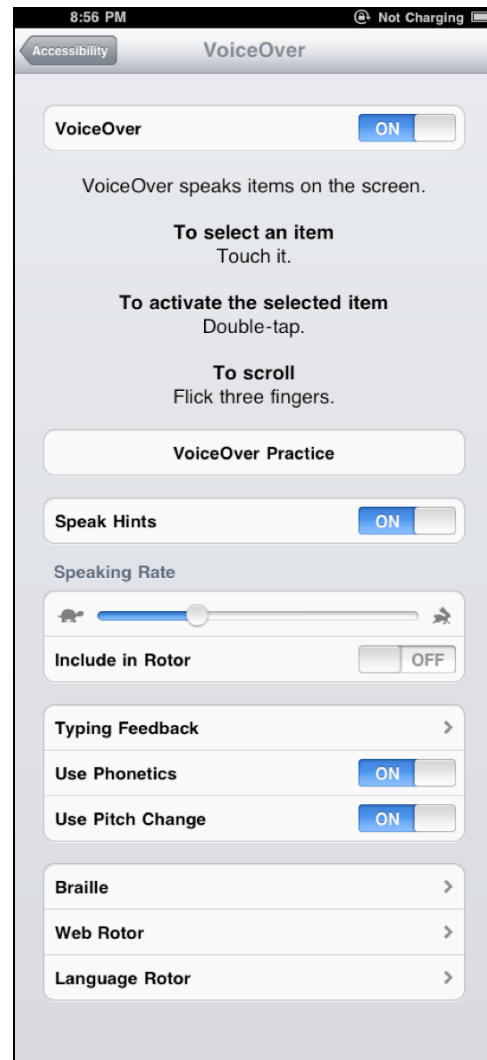 8:56 PM Not Charging
Accessibility VoiceOver
VoiceOver ON
VoiceOver speaks items on the screen.
To select an item
Touch it.
To activate the selected item
Double-tap.
To scroll
Flick three fingers.
VoiceOver Practice
Speak Hints ON
Speaking Rate
Include in Rotor OFF
Typing Feedback
Use Phonetics ON
Use Pitch Change ON
Braille
Web Rotor
Language Rotor